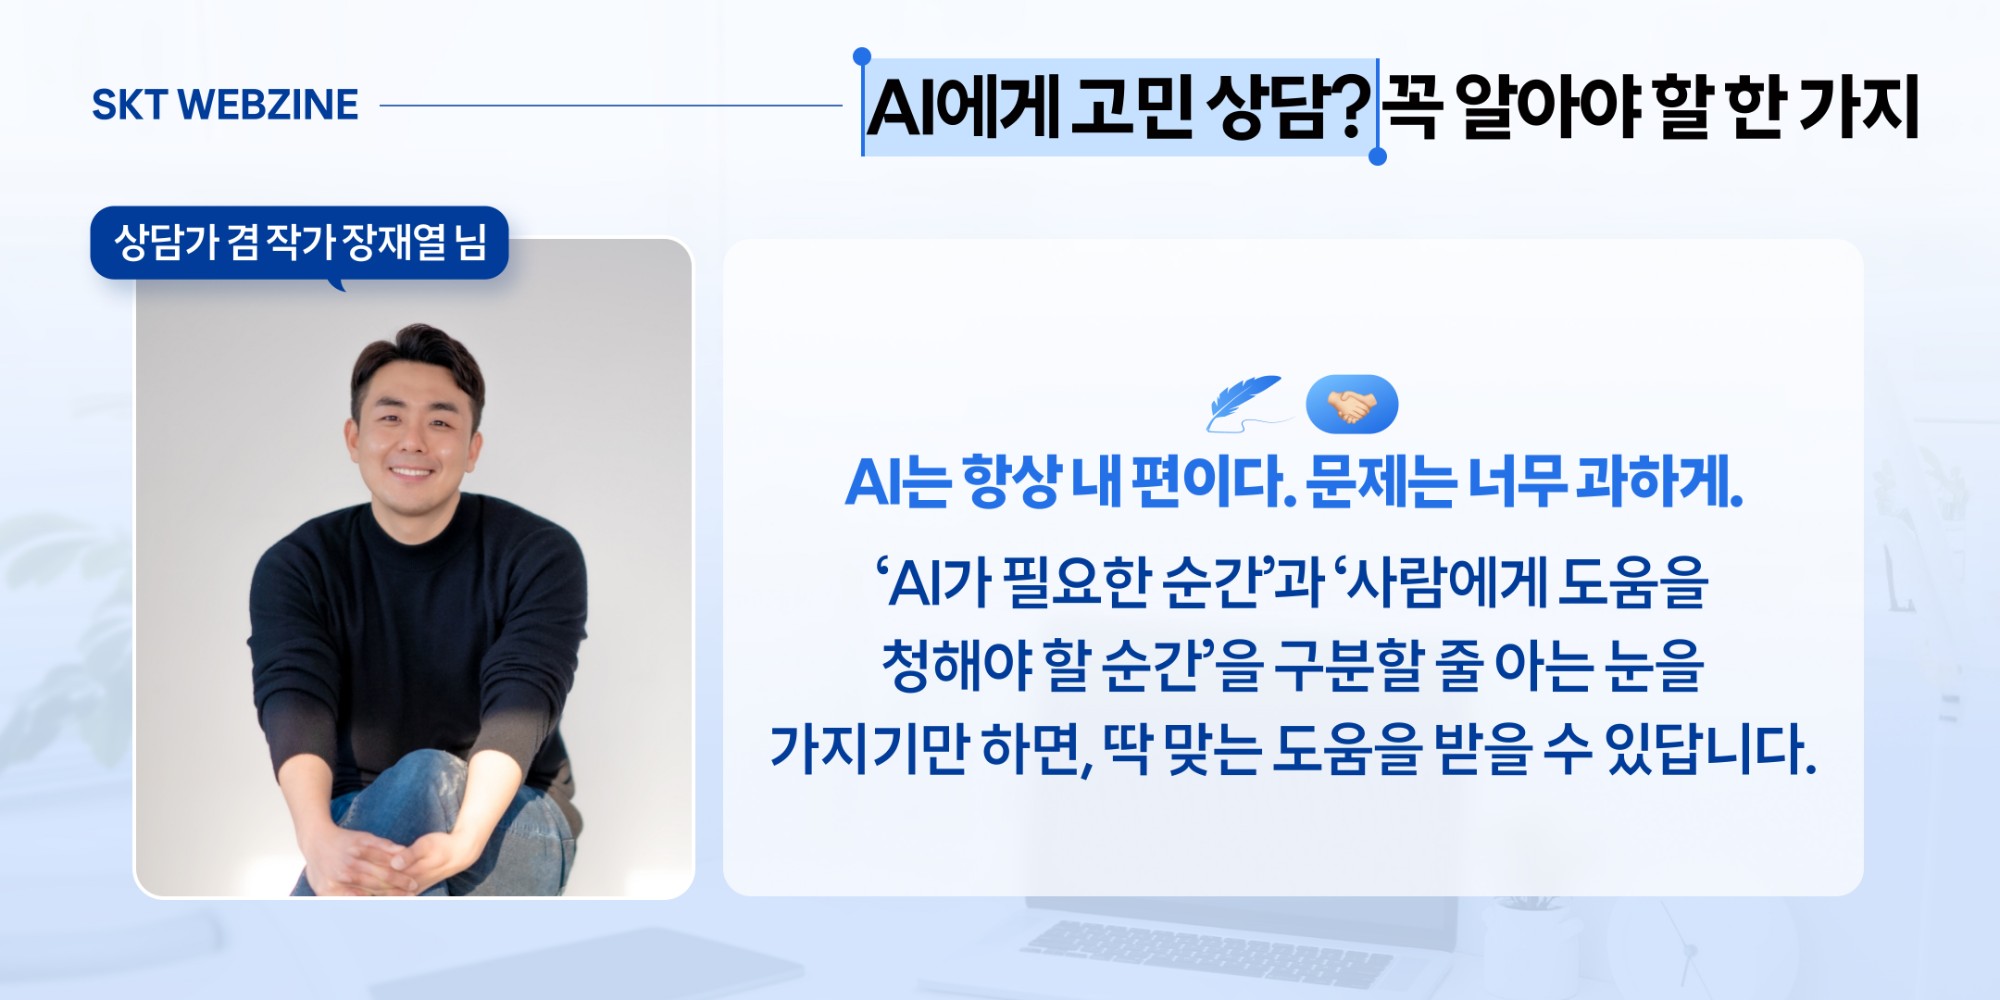 SKT WEBZINE
AI에게 고민 상담? 꼭 알아야 할 한 가지
상담가 겸 작가 장재열 님
AI는 항상 내 편이다. 문제는 너무 과하게.
‘AI가 필요한 순간’과 ‘사람에게 도움을
청해야 할 순간’을 구분할 줄 아는 눈을
가지기만 하면, 딱 맞는 도움을 받을 수 있답니다.